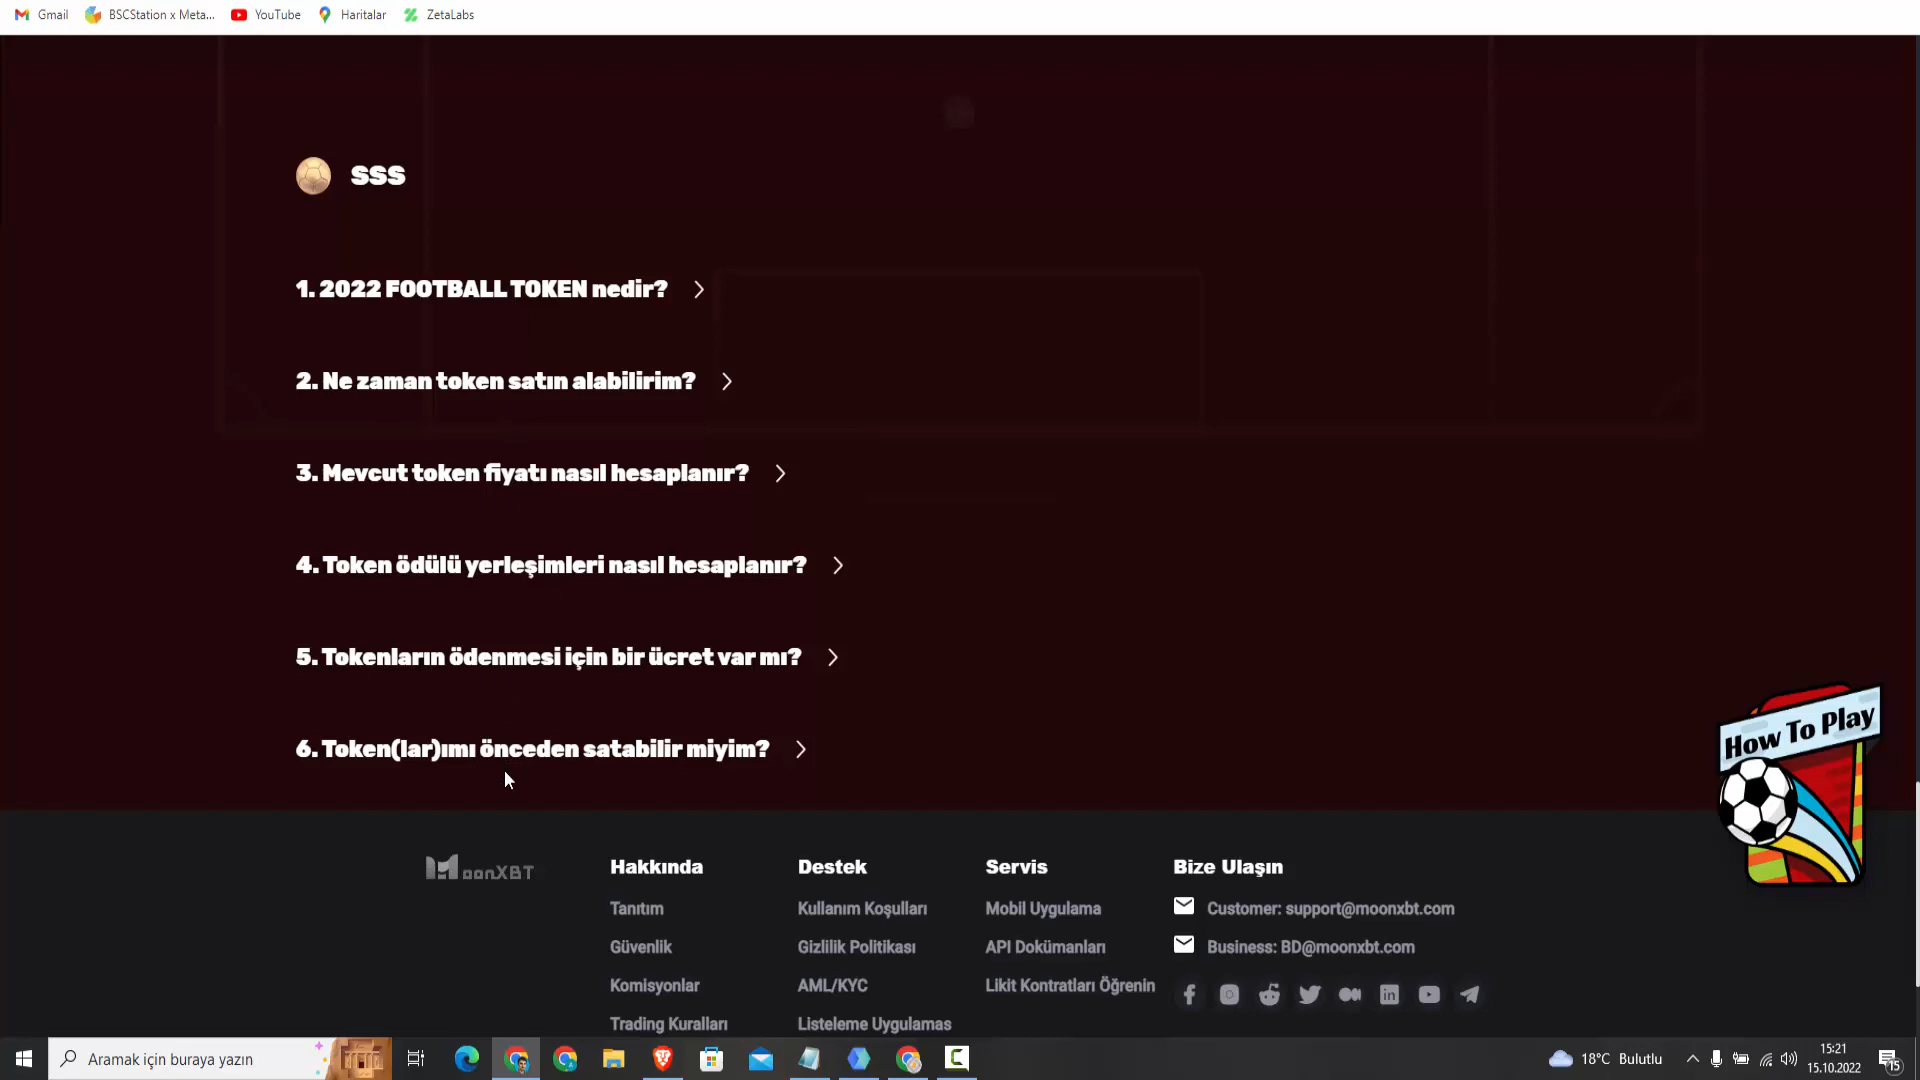 Gmail
BSCStation x Meta...
YouTube
Haritalar
ZetaLabs
SSS
1. 2022 FOOTBALL TOKEN nedir?
2. Ne zaman token satın alabilirim?
3. Mevcut token fiyatı nasıl hesaplanır?
4. Token ödülü yerleşimleri nasıl hesaplanır?
5. Tokenların ödenmesi için bir ücret var mı?
6. Token(lar)ımı önceden satabilir miyim?
How To Play
MoonXBT
Hakkında
Tanıtım
Güvenlik
Komisyonlar
Trading Kuralları
Destek
Kullanım Koşulları
Gizlilik Politikası
AML/KYC
Listeleme Uygulamas
Servis
Mobil Uygulama
API Dokümanları
Likit Kontratları Öğrenin
Bize Ulaşın
Customer: support@moonxbt.com
Business: BD@moonxbt.com
Aramak için buraya yazın
18°C Bulutlu
15:21
15.10.2022
15